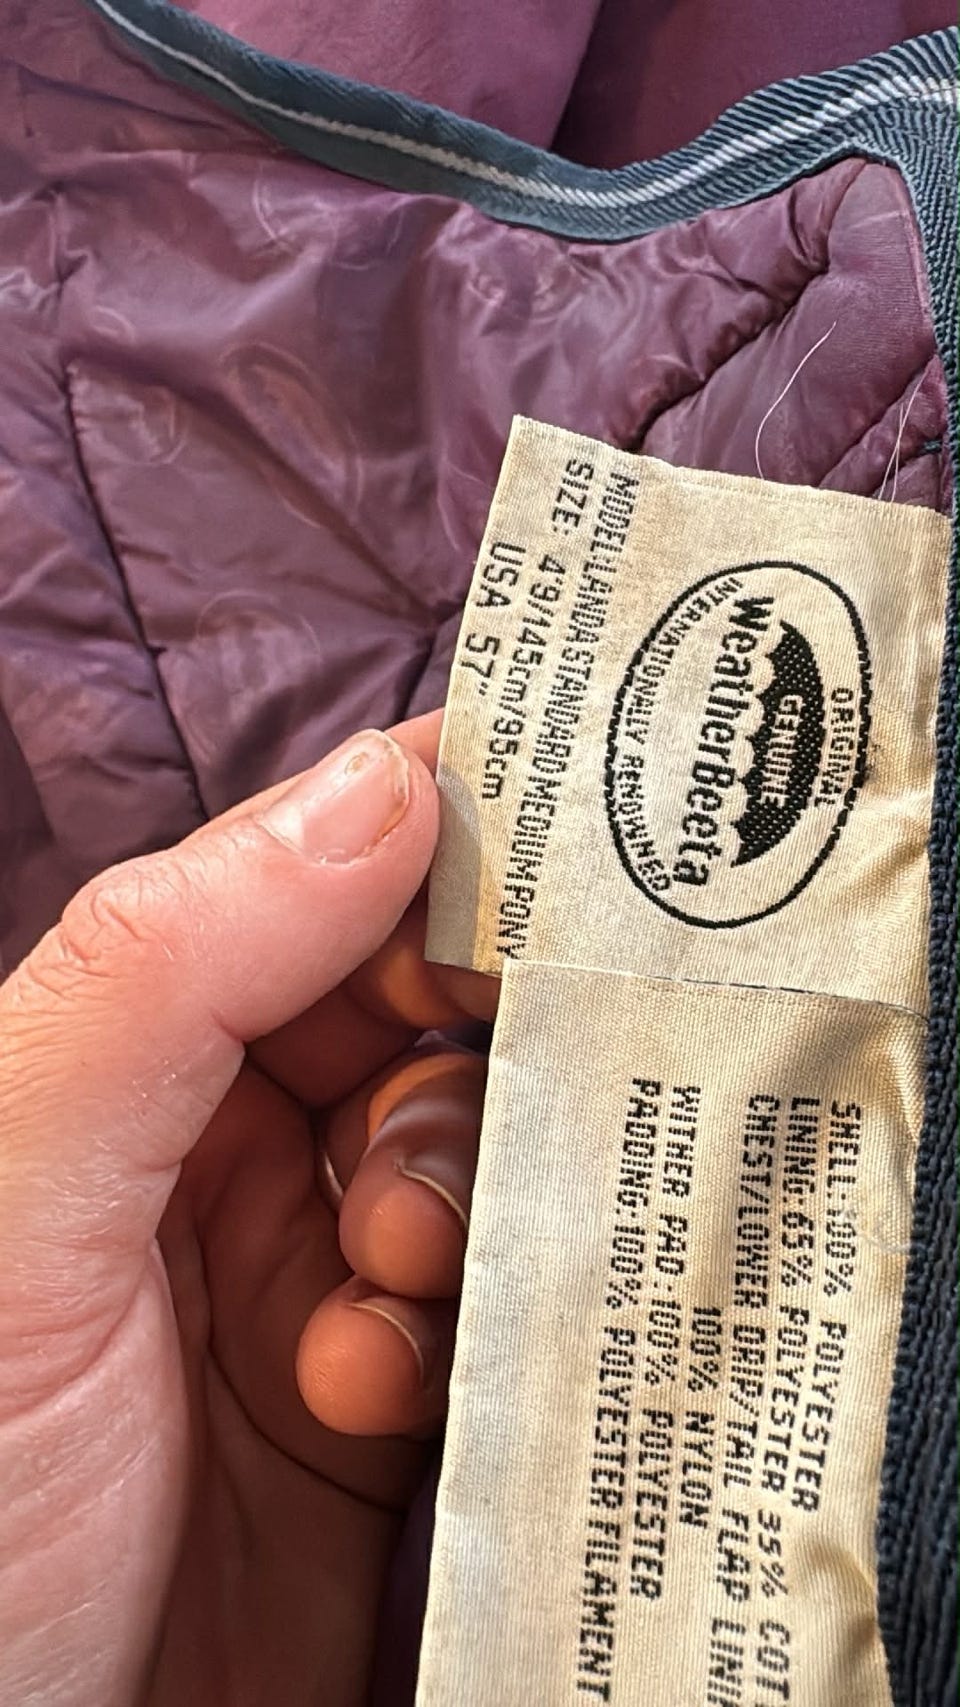 ORIGINAL
GENUINE
WeatherBeeta
INTERNATIONALLY RENOWNED
MODEL:LANDA STANDARD MEDIUM PONY
SIZE: 4'9/145cm/95cm
USA 57"
SHELL:100% POLYESTER
LINING:65% POLYESTER 35% COT
CHEST/LOWER DRIP/TAIL FLAP LINI
100% NYLON
WITHER PAD:100% POLYESTER
PADDING:100% POLYESTER FILAMENT